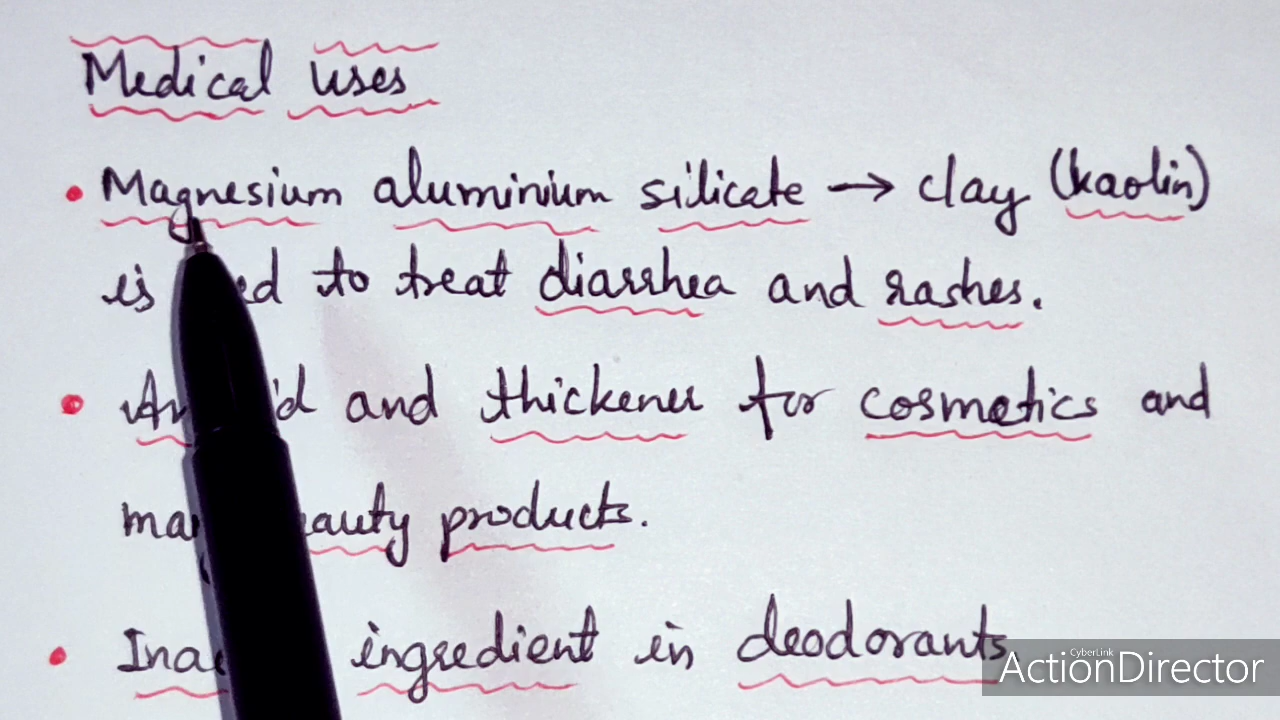 Medical uses
• Magnesium aluminium silicate → clay (kaolin)
is to treat diarrhea and rashes.
• and thickener for cosmetics and
products.
• ingredient in deodorants.
CyberLink
ActionDirector